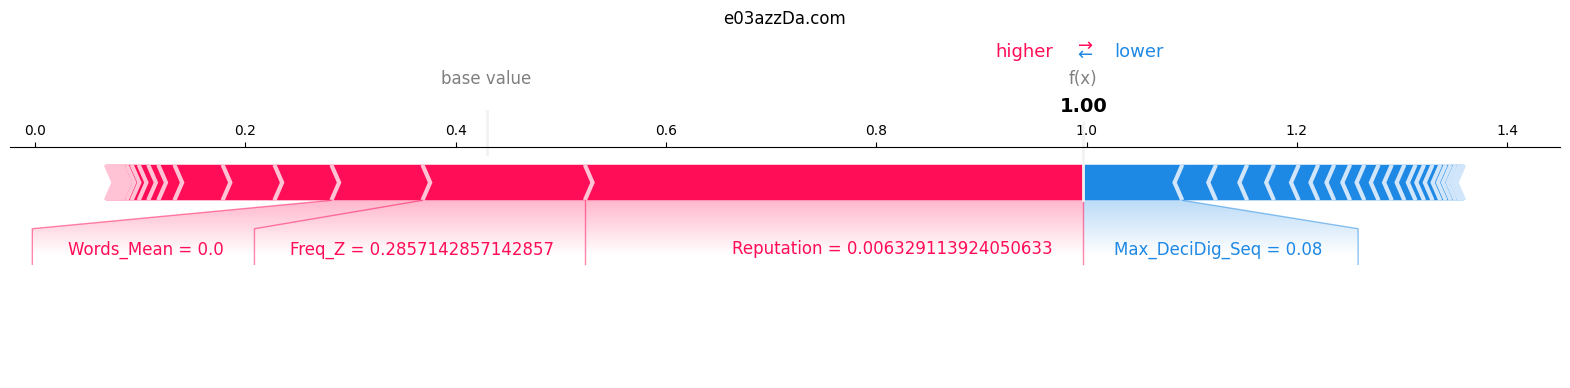 e03azzDa.com
higher → ← lower
base value f(x)
1.00
0.0 0.2 0.4 0.6 0.8 1.0 1.2 1.4
Words_Mean = 0.0 Freq_Z = 0.2857142857142857 Reputation = 0.006329113924050633 Max_DeciDig_Seq = 0.08